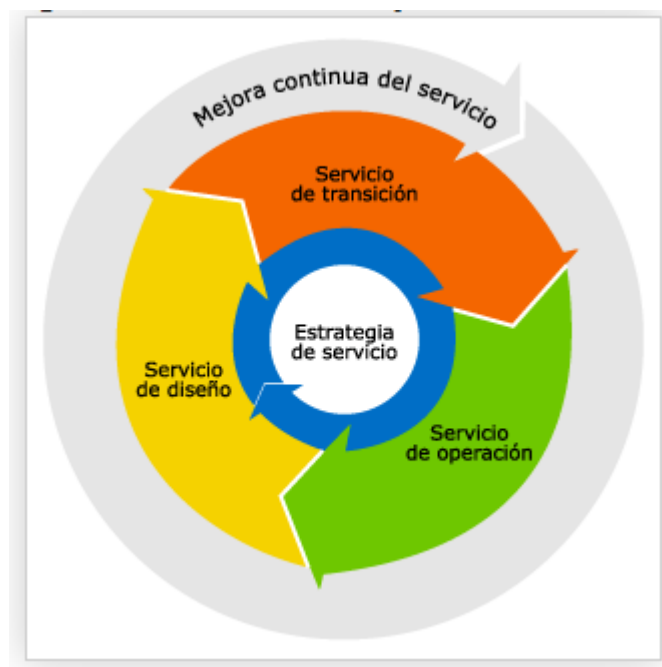 Mejora continua del servicio
Servicio
de transición
Estrategia
de servicio
Servicio
de diseño
Servicio
de operación